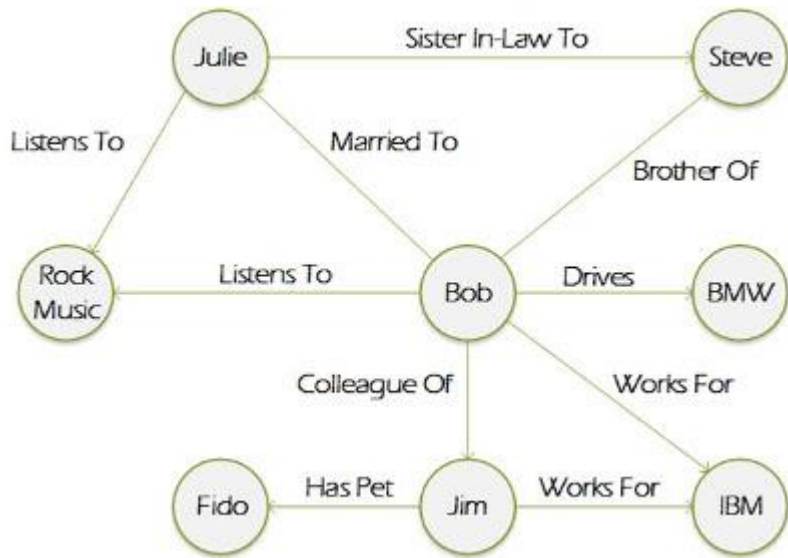 Julie
Sister In-Law To
Steve
Listens To
Married To
Brother Of
Rock
Music
Listens To
Bob
Drives
BMW
Colleague Of
Works For
Fido
Has Pet
Jim
Works For
IBM